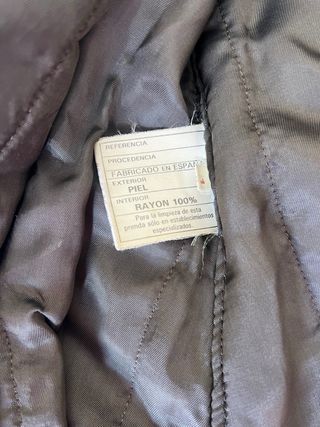 REFERENCIA
PROCEDENCIA
FABRICADO EN ESPAÑA
EXTERIOR
PIEL
INTERIOR
RAYON 100%
Para la limpieza de esta
prenda sólo en establecimientos
especializados.